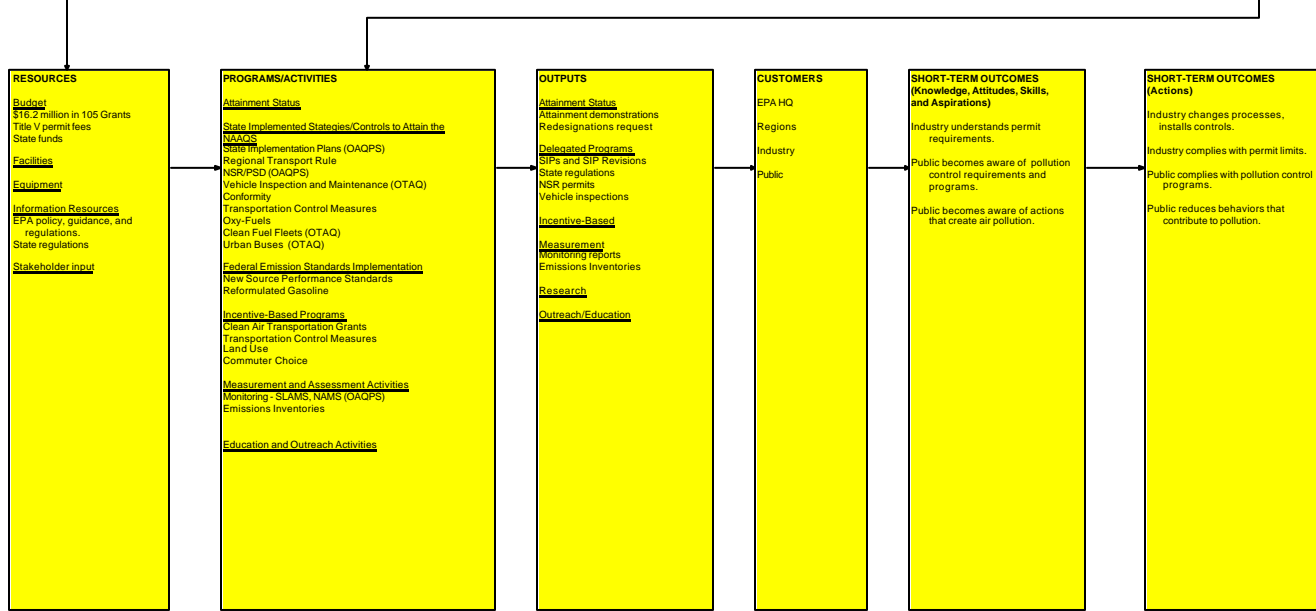 RESOURCES
Budget
$16.2 million in 105 Grants
Title V permit fees
State funds
Facilities
Equipment
Information Resources
EPA policy, guidance, and
regulations.
State regulations
Stakeholder input
PROGRAMS/ACTIVITIES
Attainment Status
State Implemented Stategies/Controls to Attain the
NAAQS
State Implementation Plans (OAQPS)
Regional Transport Rule
NSR/PSD (OAQPS)
Vehicle Inspection and Maintenance (OTAQ)
Conformity
Transportation Control Measures
Oxy-Fuels
Clean Fuel Fleets (OTAQ)
Urban Buses (OTAQ)
Federal Emission Standards Implementation
New Source Performance Standards
Reformulated Gasoline
Incentive-Based Programs
Clean Air Transportation Grants
Transportation Control Measures
Land Use
Commuter Choice
Measurement and Assessment Activities
Monitoring - SLAMS, NAMS (OAQPS)
Emissions Inventories
Education and Outreach Activities
OUTPUTS
Attainment Status
Attainment demonstrations
Redesignations request
Delegated Programs
SIPs and SIP Revisions
State regulations
NSR permits
Vehicle inspections
Incentive-Based
Measurement
Monitoring reports
Emissions Inventories
Research
Outreach/Education
CUSTOMERS
EPA HQ
Regions
Industry
Public
SHORT-TERM OUTCOMES
(Knowledge, Attitudes, Skills,
and Aspirations)
Industry understands permit
requirements.
Public becomes aware of pollution
control requirements and
programs.
Public becomes aware of actions
that create air pollution.
SHORT-TERM OUTCOMES
(Actions)
Industry changes processes,
installs controls.
Industry complies with permit limits.
Public complies with pollution control
programs.
Public reduces behaviors that
contribute to pollution.